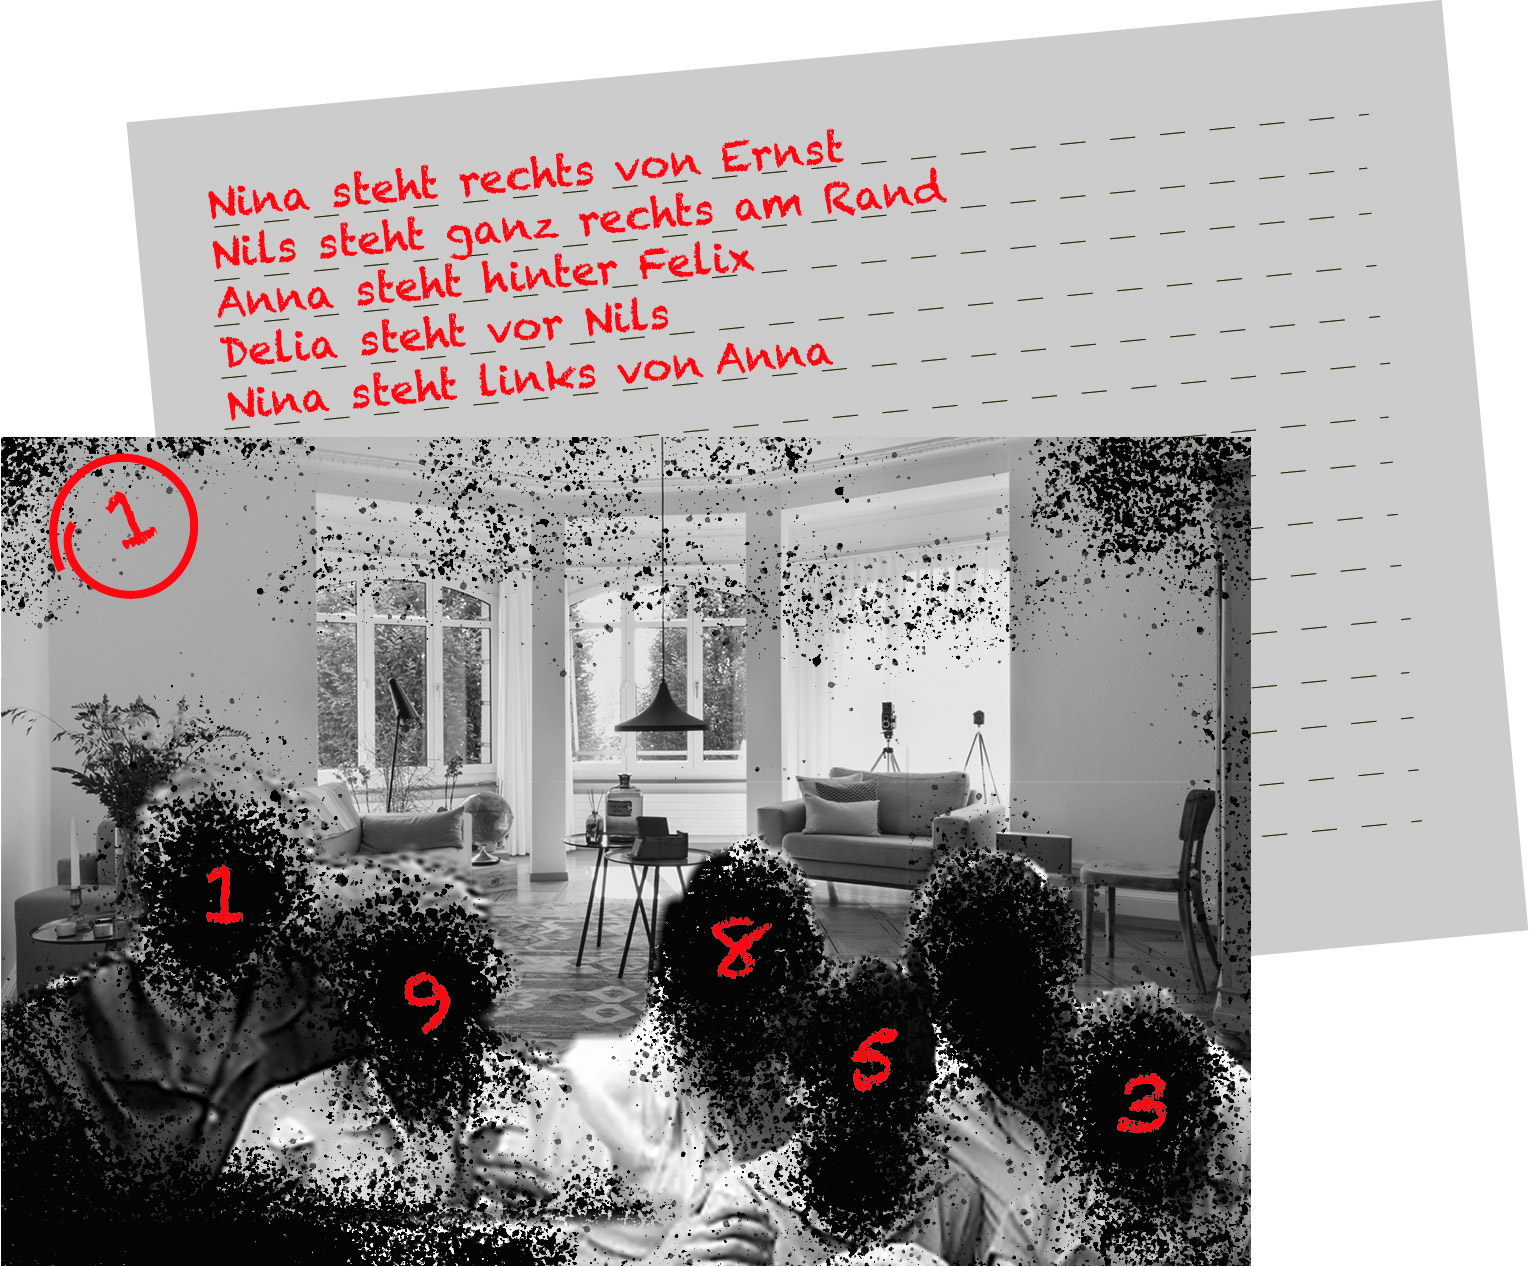 Nina steht rechts von Ernst
Nils steht ganz rechts am Rand
Anna steht hinter Felix
Delia steht vor Nils
Nina steht links von Anna
1
1
9
8
5
3